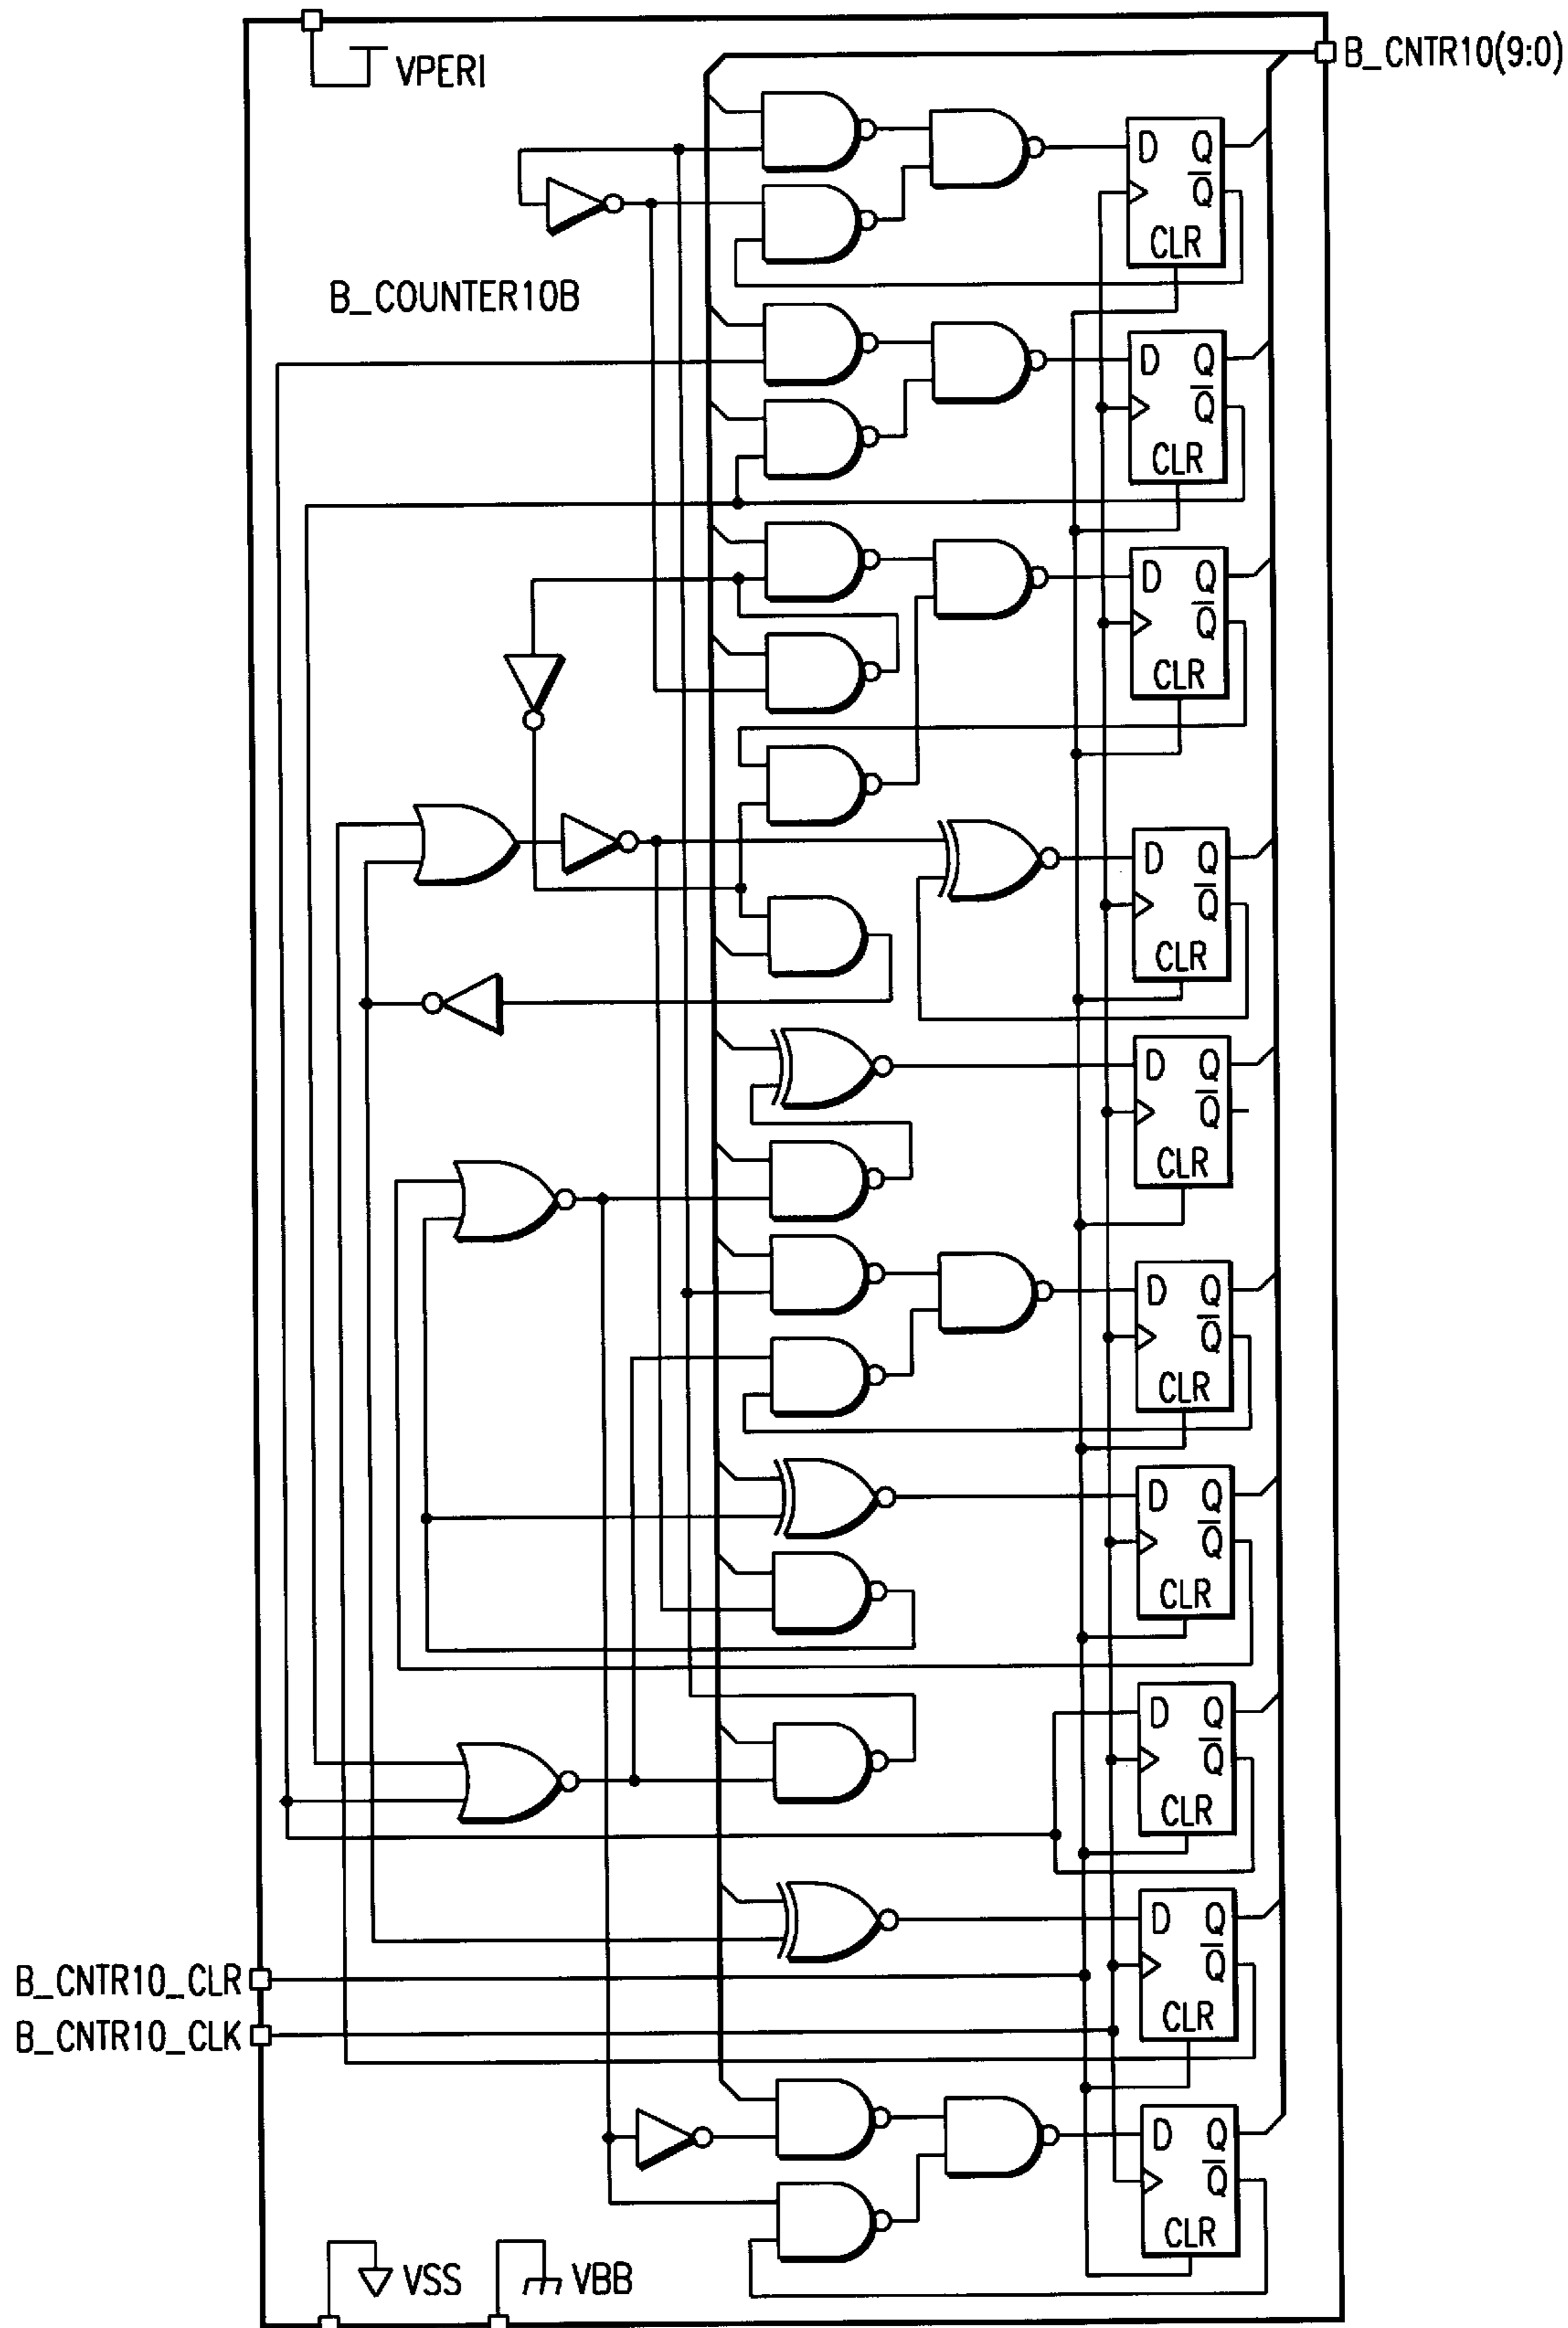 VPERI
B_CNTR10(9:0)
B_COUNTER10B
D Q
Q̅
CLR
D Q
Q̅
CLR
D Q
Q̅
CLR
D Q
Q̅
CLR
D Q
Q̅
CLR
D Q
Q̅
CLR
D Q
Q̅
CLR
D Q
Q̅
CLR
D Q
Q̅
CLR
B_CNTR10_CLR
B_CNTR10_CLK
D Q
Q̅
CLR
VSS
VBB